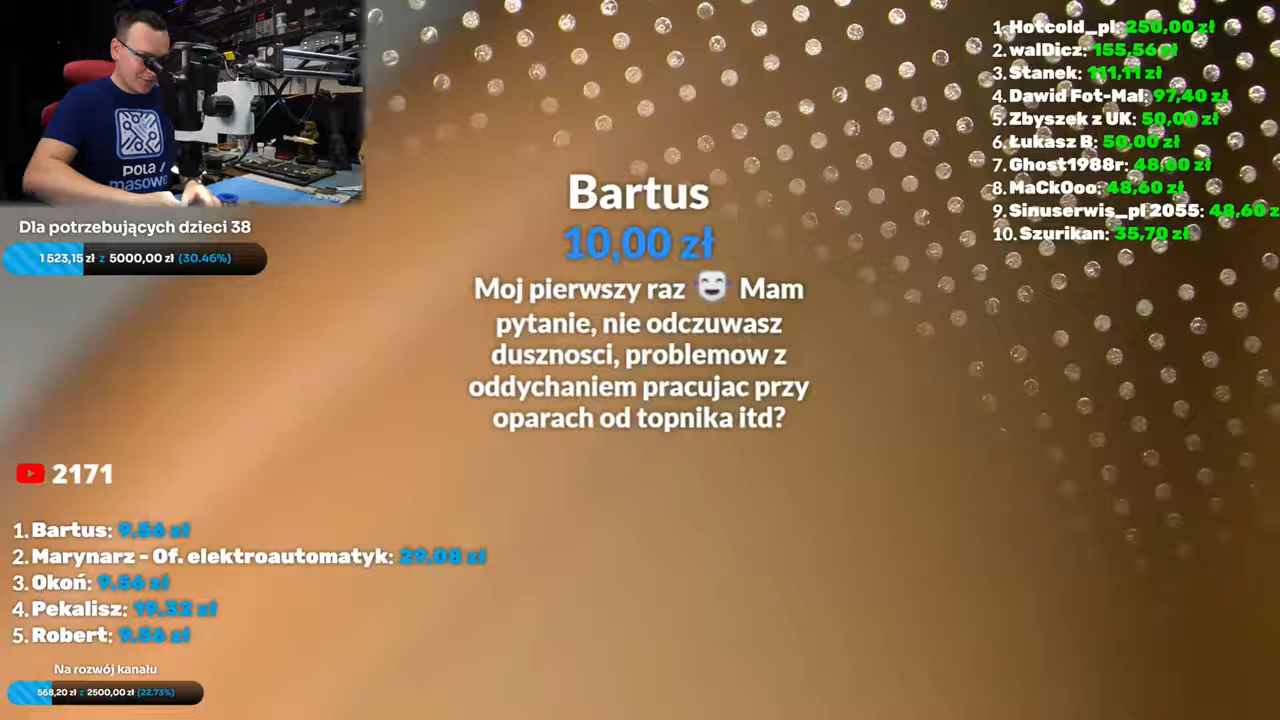 POLA /
masowe
Dla potrzebujących dzieci 38
1 523,15 zł z 5000,00 zł (30.46%)
Bartus
10,00 zł
Moj pierwszy raz Mam
pytanie, nie odczuwasz
dusznosci, problemow z
oddychaniem pracujac przy
oparach od topnika itd?
1. Hotcold_pl: 250,00 zł
2. walDicz: 155,56 zł
3. Stanek: 111,11 zł
4. Dawid Fot-Mal: 97,40 zł
5. Zbyszek z UK: 50,00 zł
6. Łukasz B: 50,00 zł
7. Ghost1988r: 48,60 zł
8. MaCkOoo: 48,60 zł
9. Sinuserwis_pl 2055: 48,60 z
10. Szurikan: 35,70 zł
2171
1. Bartus: 9.56 zł
2. Marynarz - Of. elektroautomatyk: 29.08 zł
3. Okoń: 9.56 zł
4. Pekalisz: 19.32 zł
5. Robert: 9.56 zł
Na rozwój kanału
568,20 zł z 2500,00 zł (22.73%)